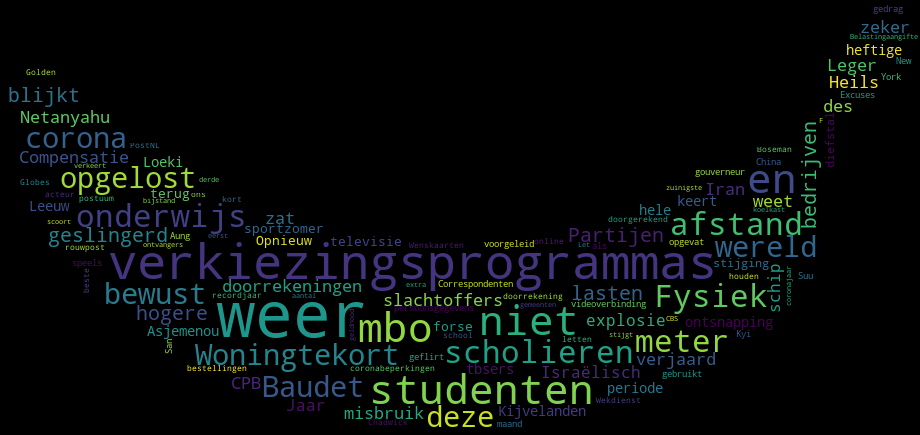 gedrag
zeker
Belastingaangifte
heftige
New
Leger
York
Heils
Excuses
des
Golden
blijkt
Netanyahu
corona
PostNL
Compensatie
verkeert
Loeki
opgelost
derde
Globes
acteur
terug
ons
Leeuw
postuum
bijstand
kort
scoort
onderwijs
zat
sportzomer
geslingerd
Aung
eerst
rouwpost
ontvangers
Opnieuw
televisie
Wenskaarten
speels
beste
verkiezingsprogrammas
voorgeleid
online
Partijen
als
Let
opgevat
hele
doorgerekend
keert
Iran
gouverneur
zuinigste
China
Boseman
en
weet
koelkast
bedrijven
diefstal
F
afstand
wereld
stijging
Suu
houden
schip
coronajaar
bewust
doorrekeningen
recordjaar
aantal
extra
Correspondenten
slachtoffers
doorrekening
persoonsgegevens
gemeenten
videoverbinding
lasten
Fysiek
hogere
Asjemenou
San
weer
mbo
forse
school
niet
explosie
CBS
ontsnapping
letten
stijgt
meter
Kyi
Woningtekort
geflirt
scholieren
verjaard
bestellingen
coronabeperkingen
tbsers
Israëlisch
gebruikt
CPB
Baudet
studenten
periode
Jaar
misbruik
deze
Kijvelanden
Wekdienst
Chadwick
maand